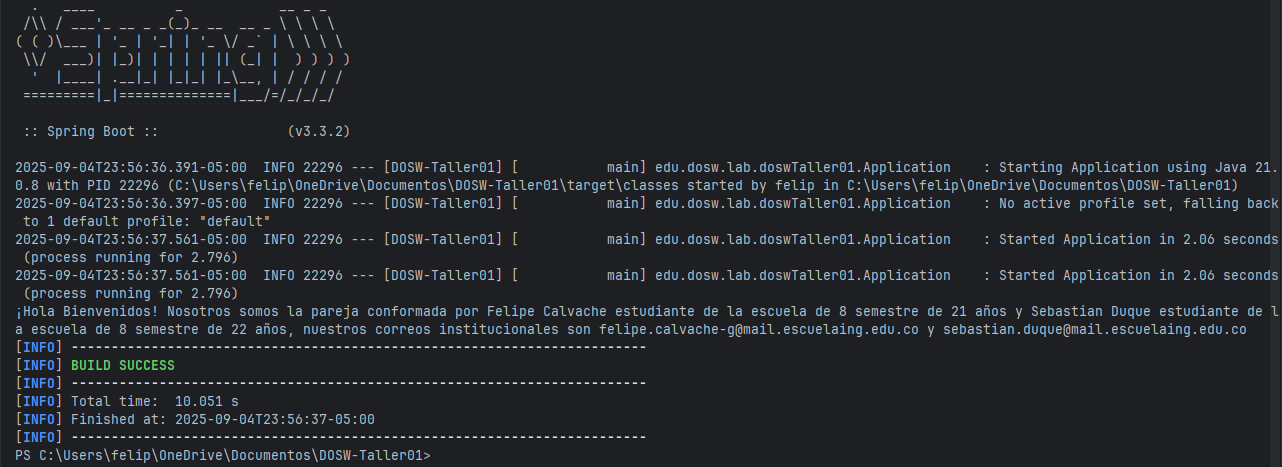 .   ____          _            __ _ _
 /\\ / ___'_ __ _ _(_)_ __  __ _ \ \ \ \
( ( )\___ | '_ | '_| | '_ \/ _` | \ \ \ \
 \\/  ___)| |_)| | | | | || (_| |  ) ) ) )
  '  |____| .__|_| |_|_| |_\__, | / / / /
 =========|_|==============|___/=/_/_/_/
 :: Spring Boot ::                (v3.3.2)
2025-09-04T23:56:36.391-05:00  INFO 22296 --- [DOSW-Taller01] [           main] edu.dosw.lab.doswTaller01.Application    : Starting Application using Java 21.
0.8 with PID 22296 (C:\Users\felip\OneDrive\Documentos\DOSW-Taller01\target\classes started by felip in C:\Users\felip\OneDrive\Documentos\DOSW-Taller01)
2025-09-04T23:56:36.397-05:00  INFO 22296 --- [DOSW-Taller01] [           main] edu.dosw.lab.doswTaller01.Application    : No active profile set, falling back
 to 1 default profile: "default"
2025-09-04T23:56:37.561-05:00  INFO 22296 --- [DOSW-Taller01] [           main] edu.dosw.lab.doswTaller01.Application    : Started Application in 2.06 seconds
 (process running for 2.796)
2025-09-04T23:56:37.561-05:00  INFO 22296 --- [DOSW-Taller01] [           main] edu.dosw.lab.doswTaller01.Application    : Started Application in 2.06 seconds
 (process running for 2.796)
¡Hola Bienvenidos! Nosotros somos la pareja conformada por Felipe Calvache estudiante de la escuela de 8 semestre de 21 años y Sebastian Duque estudiante de l
a escuela de 8 semestre de 22 años, nuestros correos institucionales son felipe.calvache-g@mail.escuelaing.edu.co y sebastian.duque@mail.escuelaing.edu.co
[INFO] ------------------------------------------------------------------------
[INFO] BUILD SUCCESS
[INFO] ------------------------------------------------------------------------
[INFO] Total time:  10.051 s
[INFO] Finished at: 2025-09-04T23:56:37-05:00
[INFO] ------------------------------------------------------------------------
PS C:\Users\felip\OneDrive\Documentos\DOSW-Taller01>